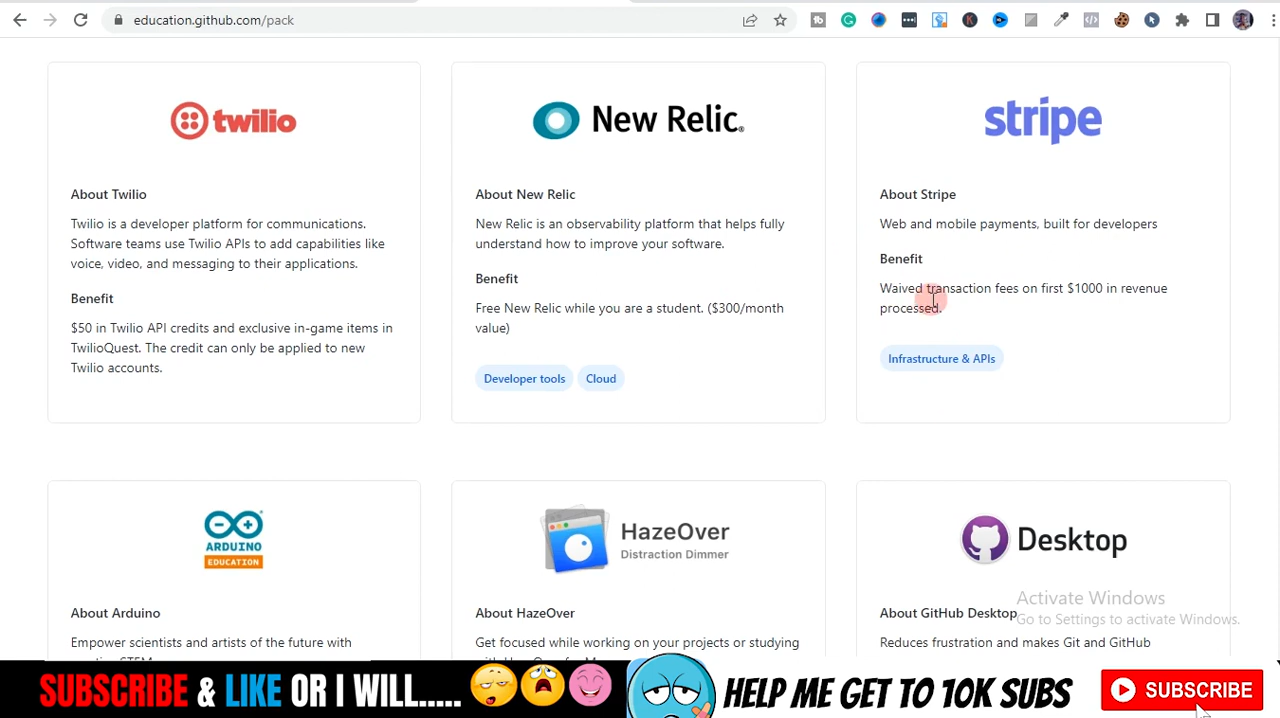 education.github.com/pack
twilio
About Twilio
Twilio is a developer platform for communications.
Software teams use Twilio APIs to add capabilities like
voice, video, and messaging to their applications.
Benefit
$50 in Twilio API credits and exclusive in-game items in
TwilioQuest. The credit can only be applied to new
Twilio accounts.
New Relic®
About New Relic
New Relic is an observability platform that helps fully
understand how to improve your software.
Benefit
Free New Relic while you are a student. ($300/month
value)
Developer tools Cloud
stripe
About Stripe
Web and mobile payments, built for developers
Benefit
Waived transaction fees on first $1000 in revenue
processed.
Infrastructure & APIs
ARDUINO
EDUCATION
About Arduino
Empower scientists and artists of the future with
HazeOver
Distraction Dimmer
About HazeOver
Get focused while working on your projects or studying
Desktop
About GitHub Desktop
Reduces frustration and makes Git and GitHub
Activate Windows
Go to Settings to activate Windows.
SUBSCRIBE & LIKE OR I WILL.....
HELP ME GET TO 10K SUBS
SUBSCRIBE